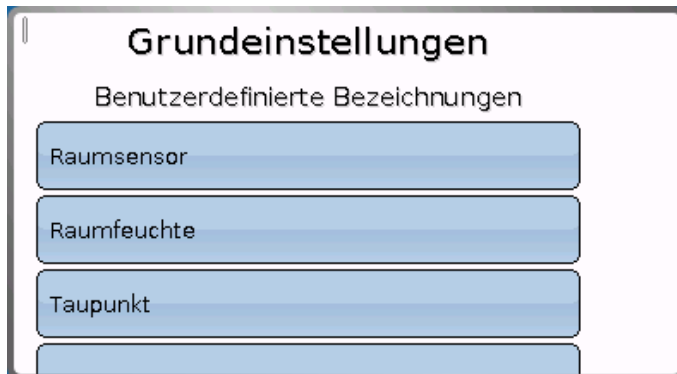 Grundeinstellungen
Benutzerdefinierte Bezeichnungen
Raumsensor
Raumfeuchte
Taupunkt